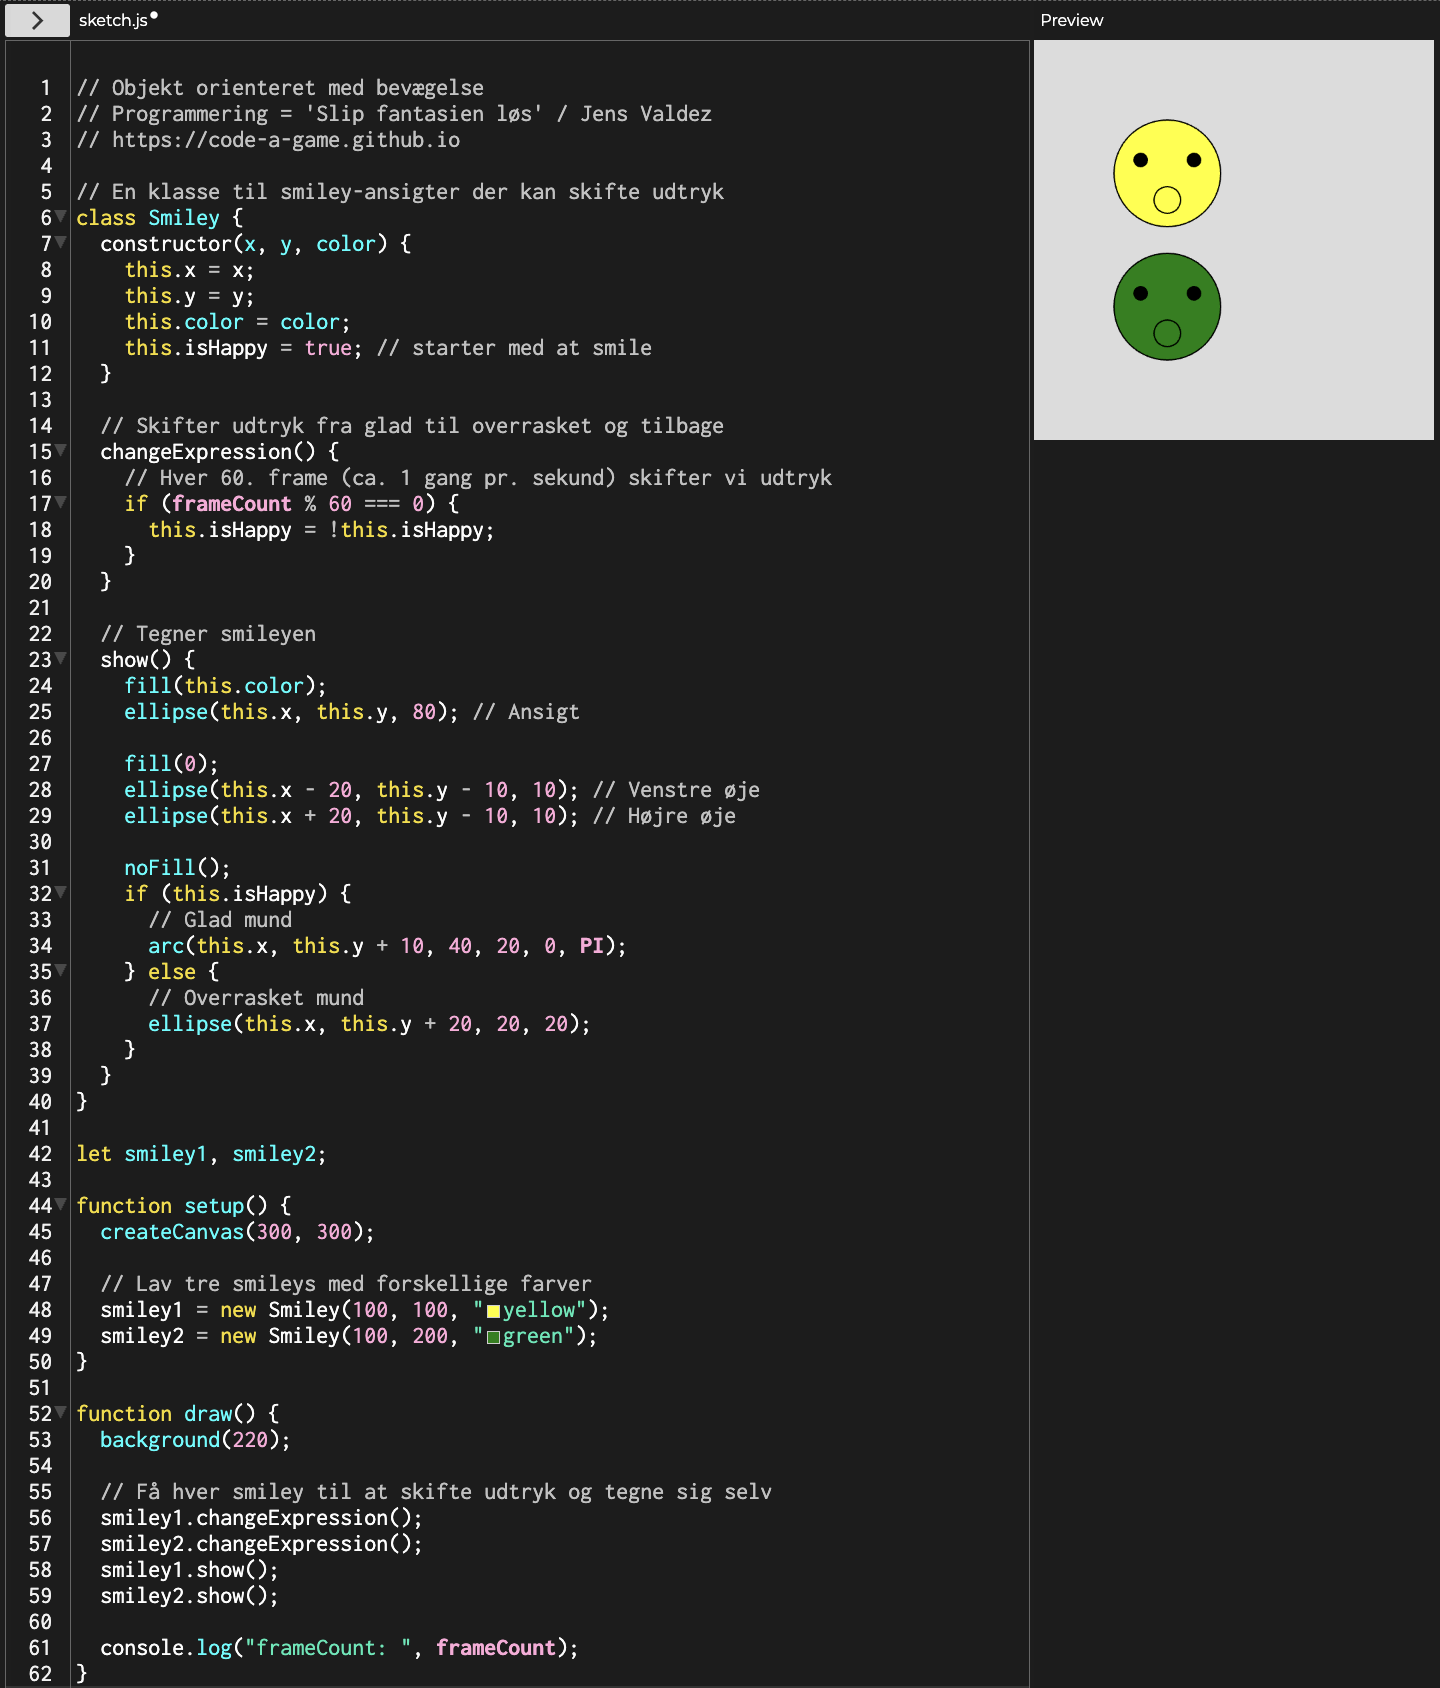 sketch.js
Preview
1 // Objekt orienteret med bevægelse
2 // Programmering = 'Slip fantasien løs' / Jens Valdez
3 // https://code-a-game.github.io
4
5 // En klasse til smiley-ansigter der kan skifte udtryk
6 class Smiley {
7   constructor(x, y, color) {
8     this.x = x;
9     this.y = y;
10     this.color = color;
11     this.isHappy = true; // starter med at smile
12   }
13
14   // Skifter udtryk fra glad til overrasket og tilbage
15   changeExpression() {
16     // Hver 60. frame (ca. 1 gang pr. sekund) skifter vi udtryk
17     if (frameCount % 60 === 0) {
18       this.isHappy = !this.isHappy;
19     }
20   }
21
22   // Tegner smileyen
23   show() {
24     fill(this.color);
25     ellipse(this.x, this.y, 80); // Ansigt
26
27     fill(0);
28     ellipse(this.x - 20, this.y - 10, 10); // Venstre øje
29     ellipse(this.x + 20, this.y - 10, 10); // Højre øje
30
31     noFill();
32     if (this.isHappy) {
33       // Glad mund
34       arc(this.x, this.y + 10, 40, 20, 0, PI);
35     } else {
36       // Overrasket mund
37       ellipse(this.x, this.y + 20, 20, 20);
38     }
39   }
40 }
41
42 let smiley1, smiley2;
43
44 function setup() {
45   createCanvas(300, 300);
46
47   // Lav tre smileys med forskellige farver
48   smiley1 = new Smiley(100, 100, "yellow");
49   smiley2 = new Smiley(100, 200, "green");
50 }
51
52 function draw() {
53   background(220);
54
55   // Få hver smiley til at skifte udtryk og tegne sig selv
56   smiley1.changeExpression();
57   smiley2.changeExpression();
58   smiley1.show();
59   smiley2.show();
60
61   console.log("frameCount: ", frameCount);
62 }